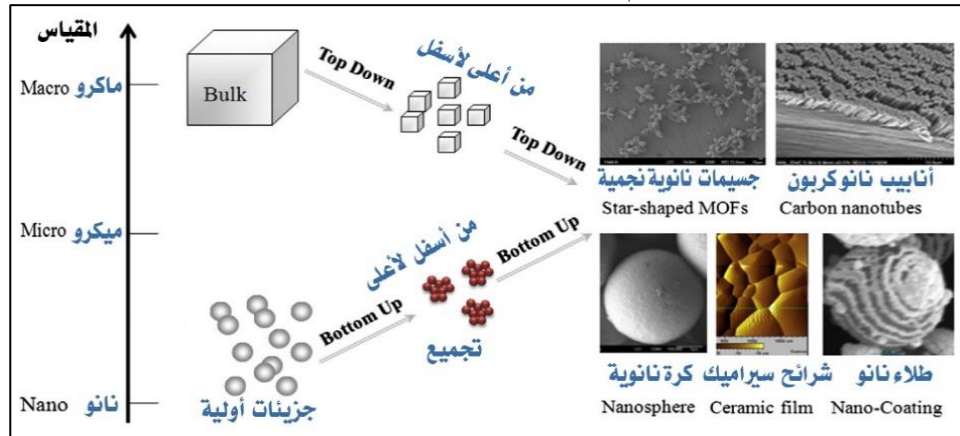 المقياس
Macro ماكرو
Micro ميكرو
Nano نانو
Bulk
Top Down
من أعلى لأسفل
Top Down
جزيئات أولية
Bottom Up
من أسفل لأعلى
تجميع
Bottom Up
جسيمات نانوية نجمية
Star-shaped MOFs
أنابيب نانو كربون
Carbon nanotubes
كرة نانوية
Nanosphere
شرائح سيراميك
Ceramic film
طلاء نانو
Nano-Coating